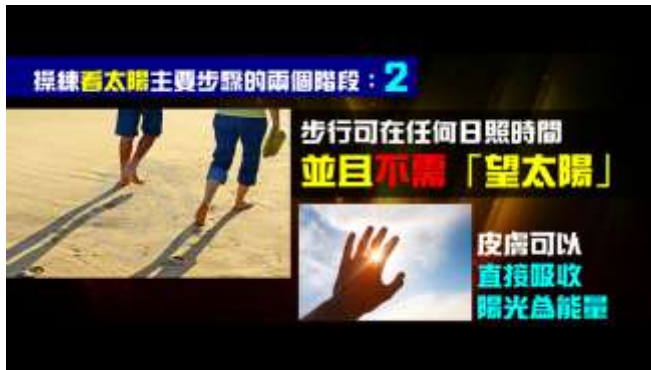 操練看太陽主要步驟的兩個階段：2
步行可在任何日照時間
並且不需「望太陽」
皮膚可以
直接吸收
陽光為能量